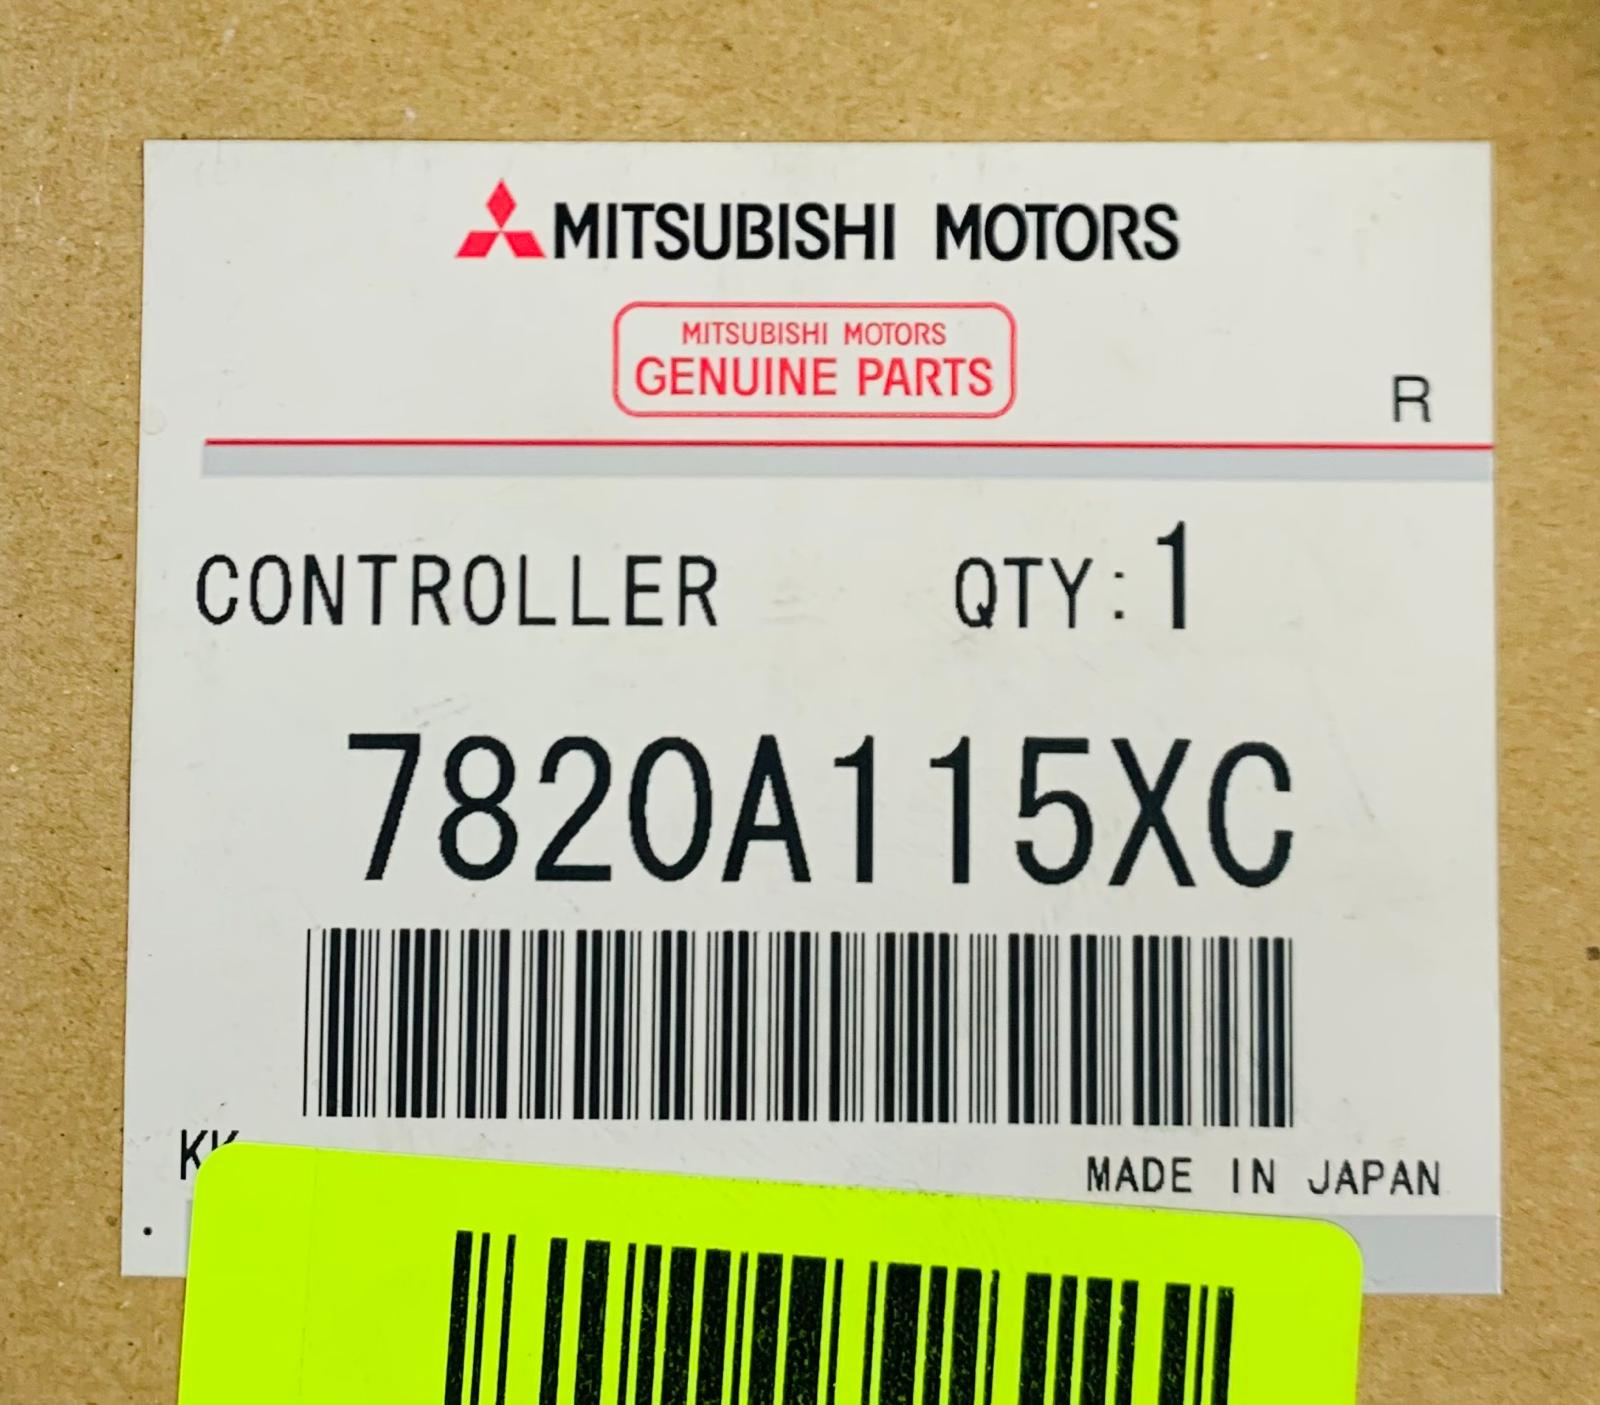 MITSUBISHI MOTORS
MITSUBISHI MOTORS
GENUINE PARTS
R
CONTROLLER QTY:1
7820A115XC
MADE IN JAPAN